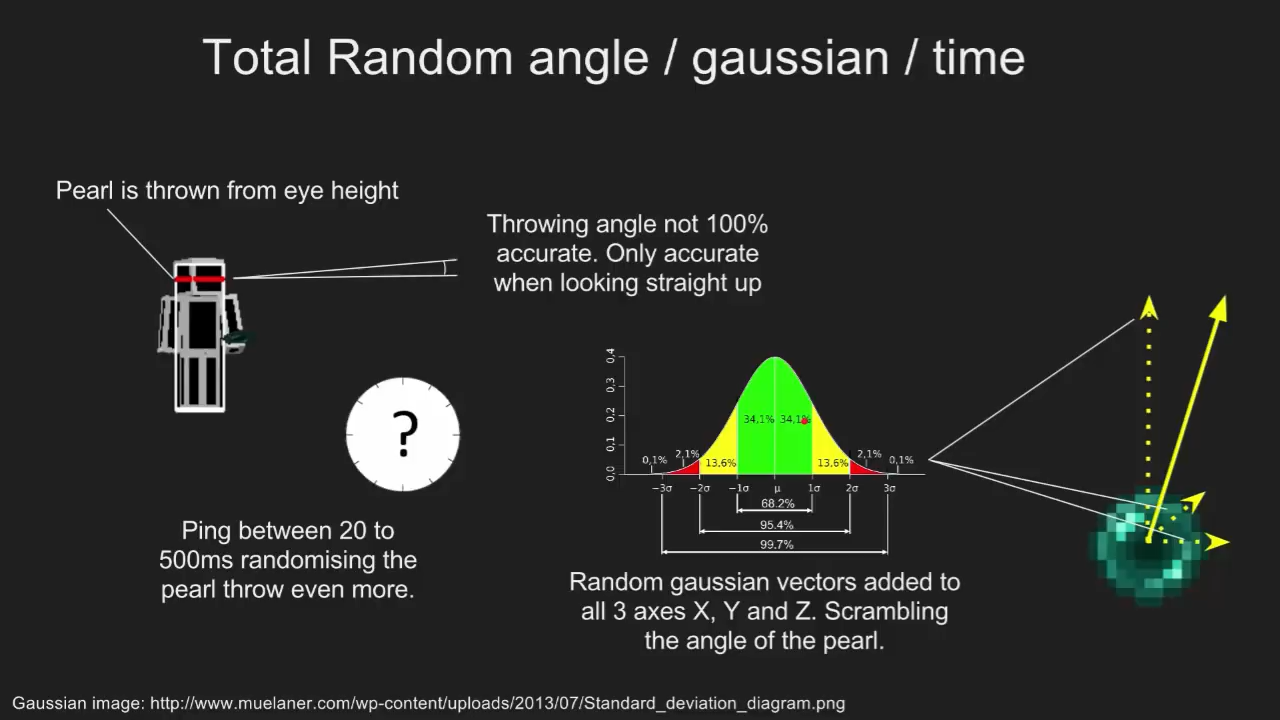 Total Random angle / gaussian / time
Pearl is thrown from eye height
Throwing angle not 100%
accurate. Only accurate
when looking straight up
?
Ping between 20 to
500ms randomising the
pearl throw even more.
0.4
0.3
0.2
0.1
0.0
34,1% 34,1%
0,1% 2,1% 13,6% 13,6% 2,1% 0,1%
−3σ −2σ −1σ μ 1σ 2σ 3σ
68.2%
95.4%
99.7%
Random gaussian vectors added to
all 3 axes X, Y and Z. Scrambling
the angle of the pearl.
Gaussian image: http://www.muelaner.com/wp-content/uploads/2013/07/Standard_deviation_diagram.png